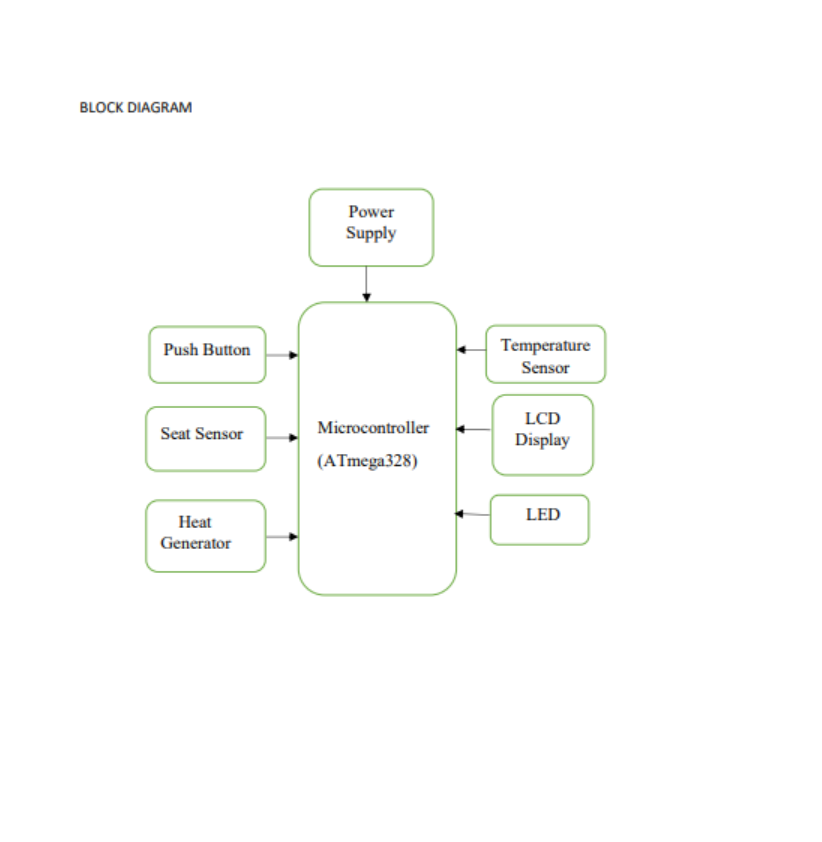 BLOCK DIAGRAM
Power
Supply
Push Button
Temperature
Sensor
Seat Sensor
Microcontroller
(ATmega328)
LCD
Display
Heat
Generator
LED